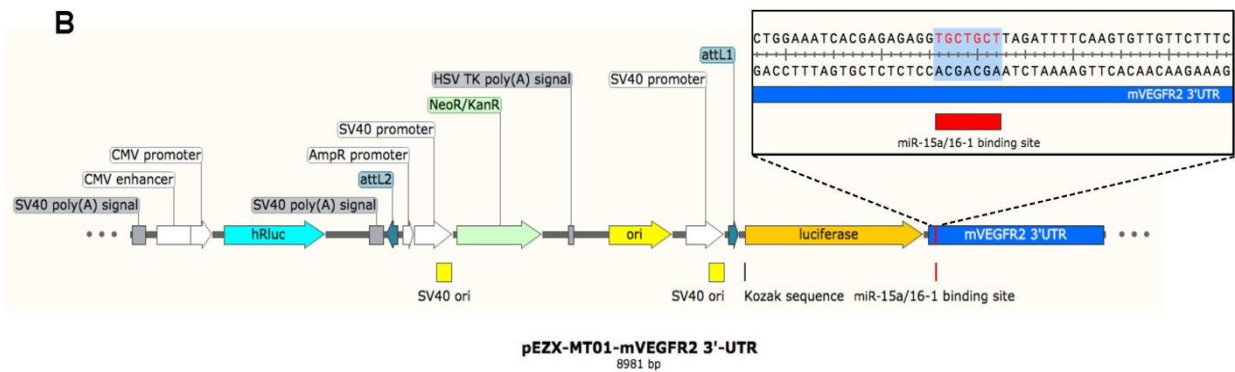 B
CTGGAAATCACGAGAGAGGTGCTGCTTAGATTTTCAAGTGTTGTTCTTTC
GACCTTTAGTGCTCTCTCCACGACGAATCTAAAAGTTCACAACAAGAAAG
mVEGFR2 3'UTR
miR-15a/16-1 binding site
attL1
HSV TK poly(A) signal
SV40 promoter
NeoR/KanR
SV40 promoter
CMV promoter
AmpR promoter
CMV enhancer
attL2
SV40 poly(A) signal
SV40 poly(A) signal
hRluc
ori
luciferase
mVEGFR2 3'UTR
SV40 ori
SV40 ori
Kozak sequence
miR-15a/16-1 binding site
pEZX-MT01-mVEGFR2 3'-UTR
8981 bp